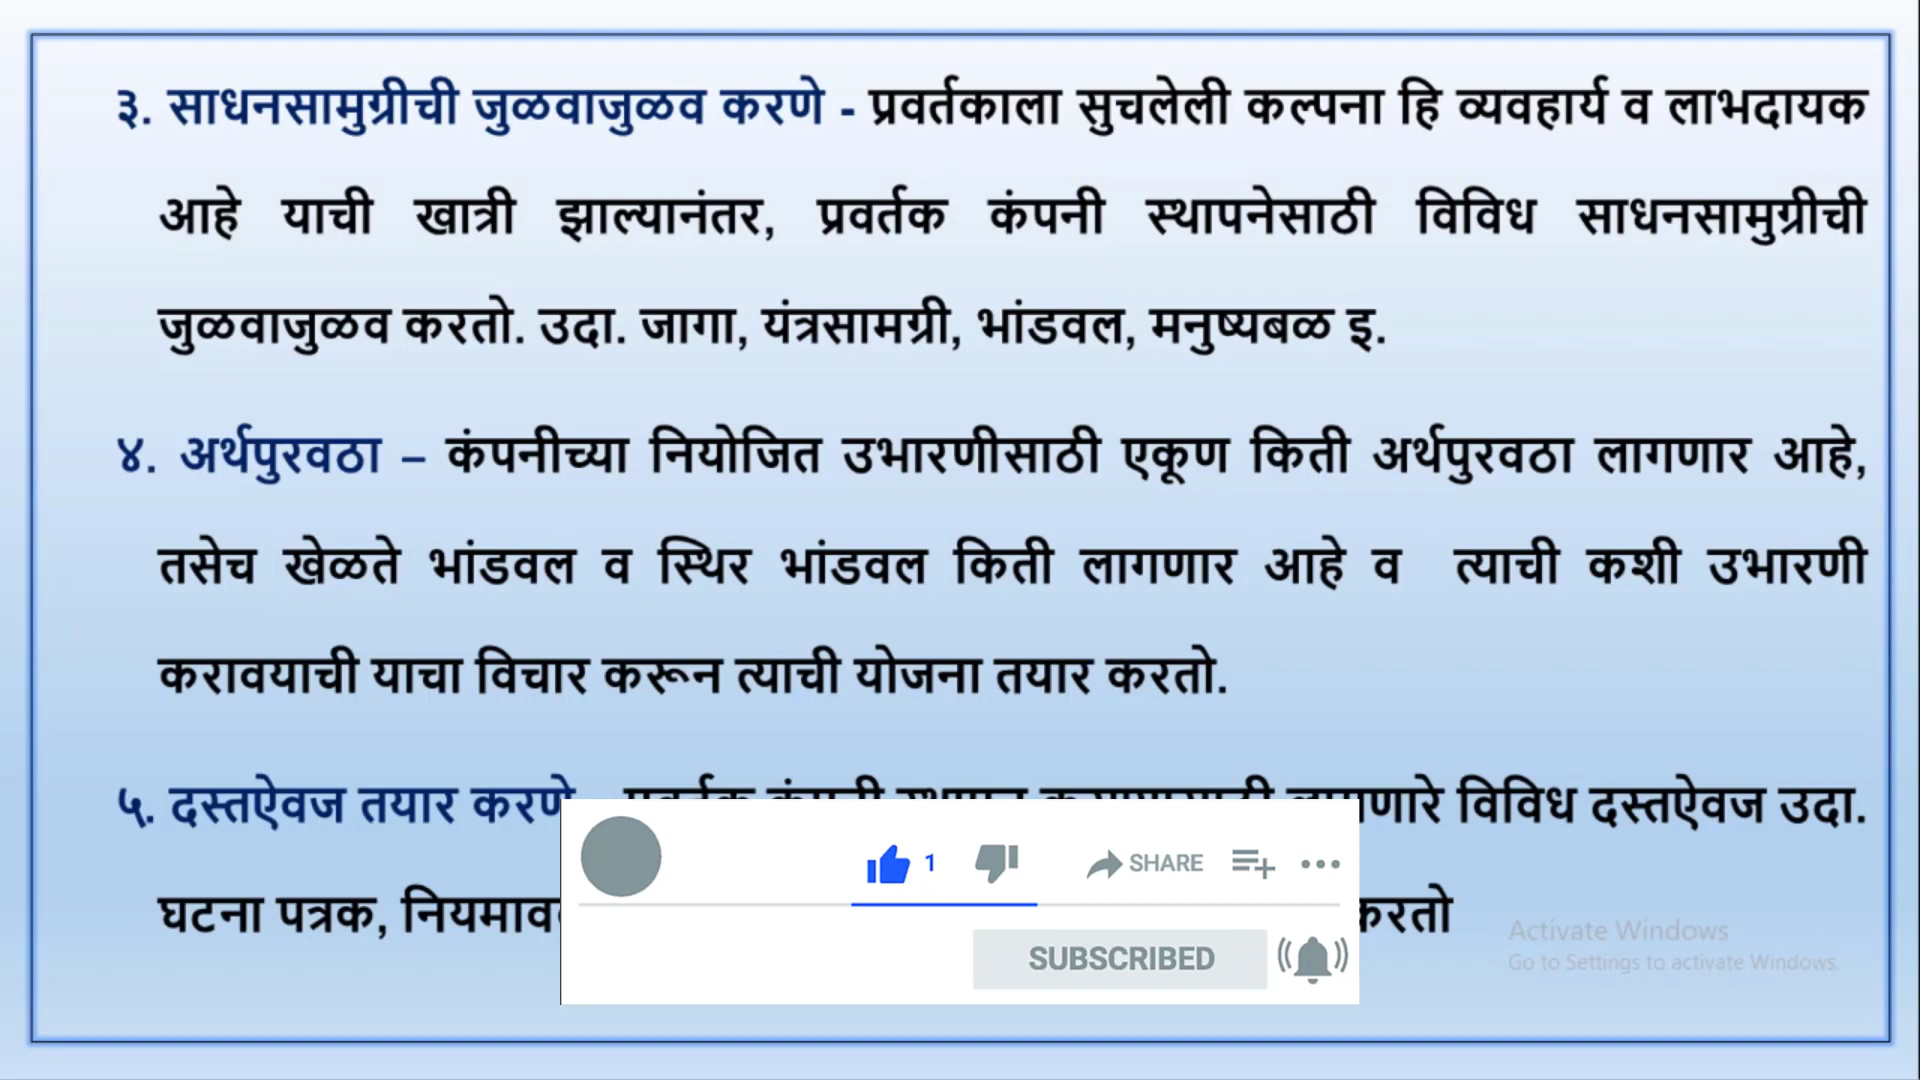 ३. साधनसामुग्रीची जुळवाजुळव करणे - प्रवर्तकाला सुचलेली कल्पना हि व्यवहार्य व लाभदायक
आहे याची खात्री झाल्यानंतर, प्रवर्तक कंपनी स्थापनेसाठी विविध साधनसामुग्रीची
जुळवाजुळव करतो. उदा. जागा, यंत्रसामग्री, भांडवल, मनुष्यबळ इ.
४. अर्थपुरवठा – कंपनीच्या नियोजित उभारणीसाठी एकूण किती अर्थपुरवठा लागणार आहे,
तसेच खेळते भांडवल व स्थिर भांडवल किती लागणार आहे व त्याची कशी उभारणी
करावयाची याचा विचार करून त्याची योजना तयार करतो.
५. दस्तऐवज तयार करणे विविध दस्तऐवज उदा.
घटना पत्रक, करतो
1 SHARE
SUBSCRIBED
Activate Windows
Go to Settings to activate Windows.